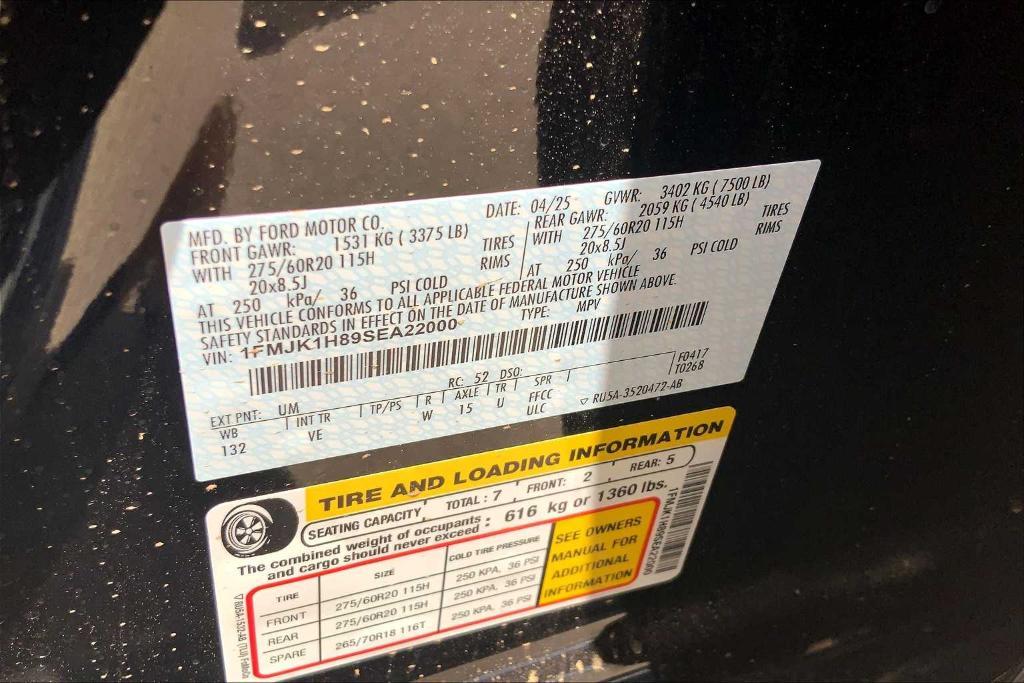 MFD. BY FORD MOTOR CO.
DATE: 04/25 GVWR: 3402 KG ( 7500 LB)
FRONT GAWR: 1531 KG ( 3375 LB)
REAR GAWR: 2059 KG ( 4540 LB)
WITH 275/60R20 115H TIRES
WITH 275/60R20 115H TIRES
20x8.5J RIMS
20x8.5J RIMS
AT 250 kPa/ 36 PSI COLD
AT 250 kPa/ 36 PSI COLD
THIS VEHICLE CONFORMS TO ALL APPLICABLE FEDERAL MOTOR VEHICLE
SAFETY STANDARDS IN EFFECT ON THE DATE OF MANUFACTURE SHOWN ABOVE.
VIN: 1FMJK1H89SEA22000 TYPE: MPV
F0417
T0268
EXT PNT: UM RC: 52 DSO:
WB INT TR TP/PS R AXLE TR SPR
132 VE W 15 U FFCC
ULC
▽ RU5A-3520472-AB
TIRE AND LOADING INFORMATION
SEATING CAPACITY TOTAL : 7 FRONT: 2 REAR: 5
The combined weight of occupants
and cargo should never exceed : 616 kg or 1360 lbs.
TIRE SIZE COLD TIRE PRESSURE
FRONT 275/60R20 115H 250 KPA, 36 PSI
REAR 275/60R20 115H 250 KPA, 36 PSI
SPARE 265/70R18 116T 250 KPA, 36 PSI
SEE OWNERS
MANUAL FOR
ADDITIONAL
INFORMATION
1FMJK1H89SEA22000